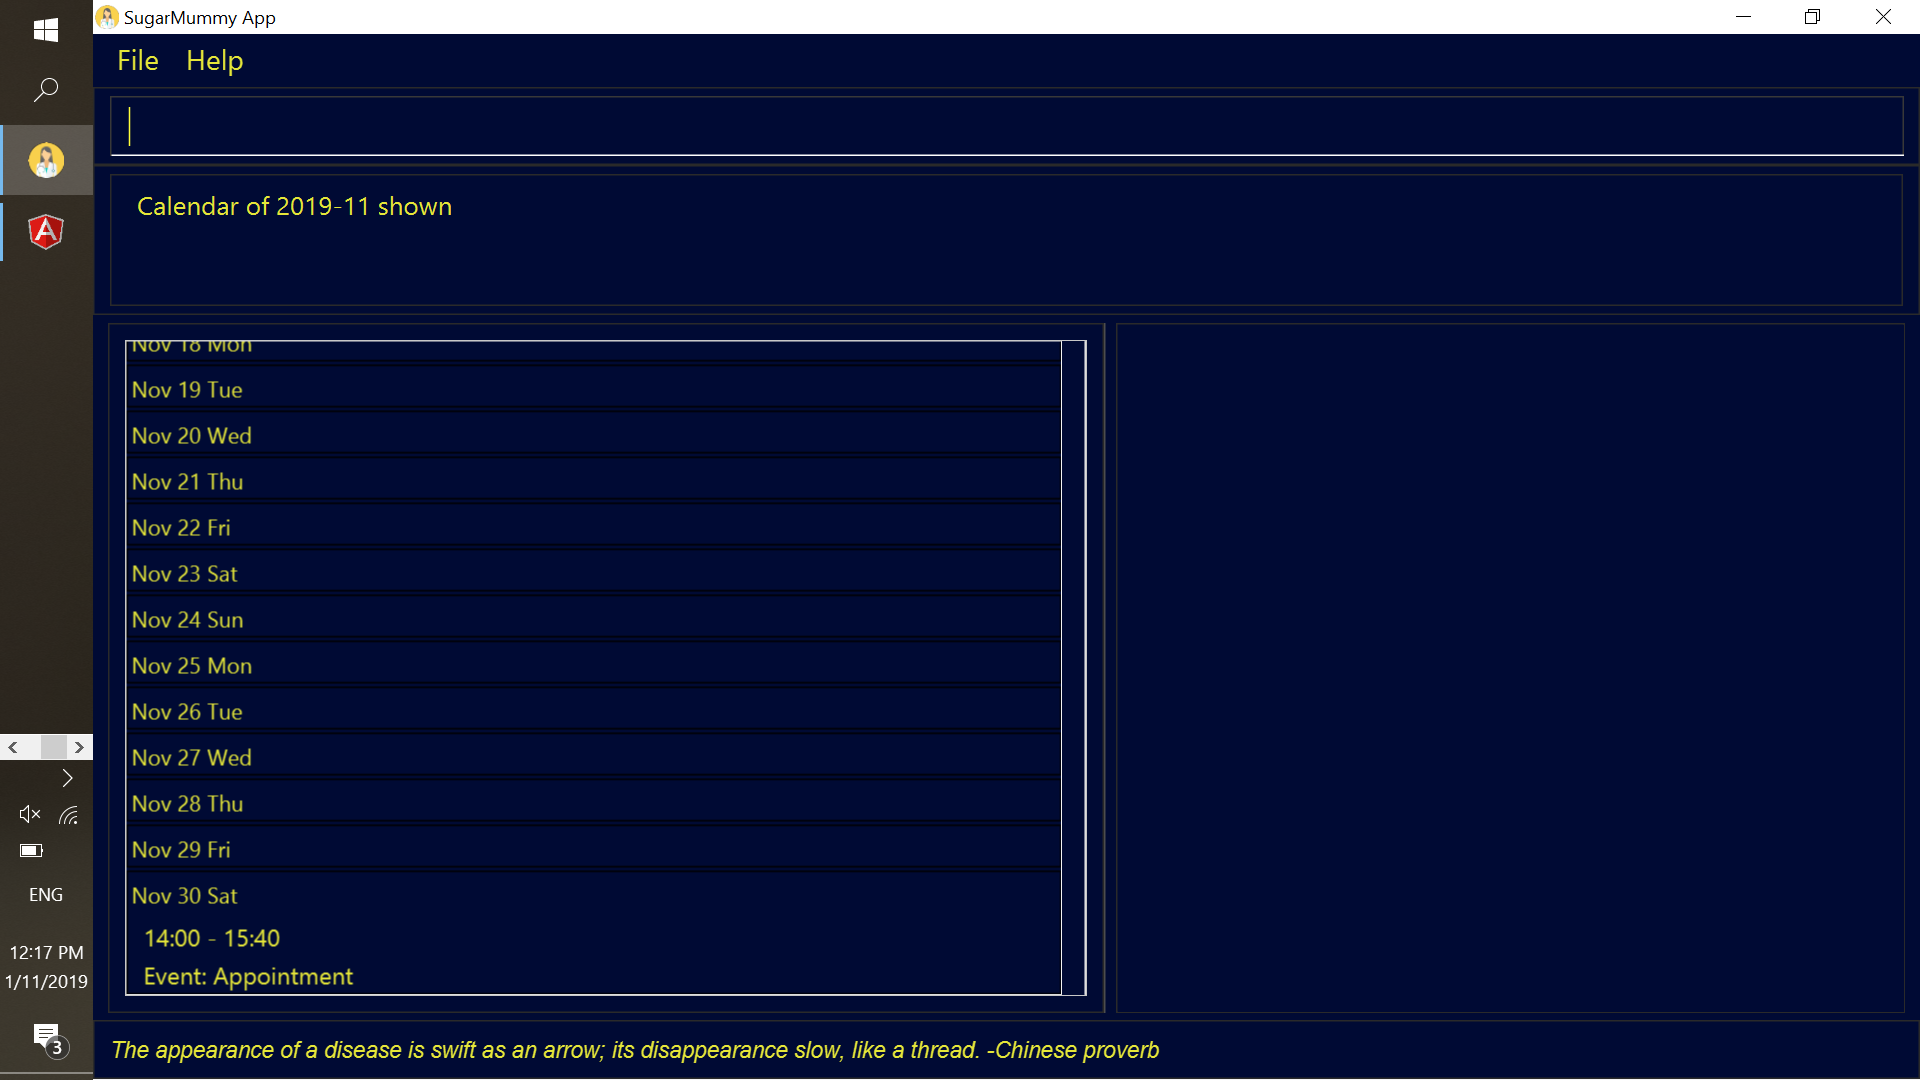 SugarMummy App
File Help
Calendar of 2019-11 shown
Nov 18 Mon
Nov 19 Tue
Nov 20 Wed
Nov 21 Thu
Nov 22 Fri
Nov 23 Sat
Nov 24 Sun
Nov 25 Mon
Nov 26 Tue
Nov 27 Wed
Nov 28 Thu
Nov 29 Fri
Nov 30 Sat
14:00 - 15:40
Event: Appointment
The appearance of a disease is swift as an arrow; its disappearance slow, like a thread. -Chinese proverb
ENG
12:17 PM
1/11/2019
3